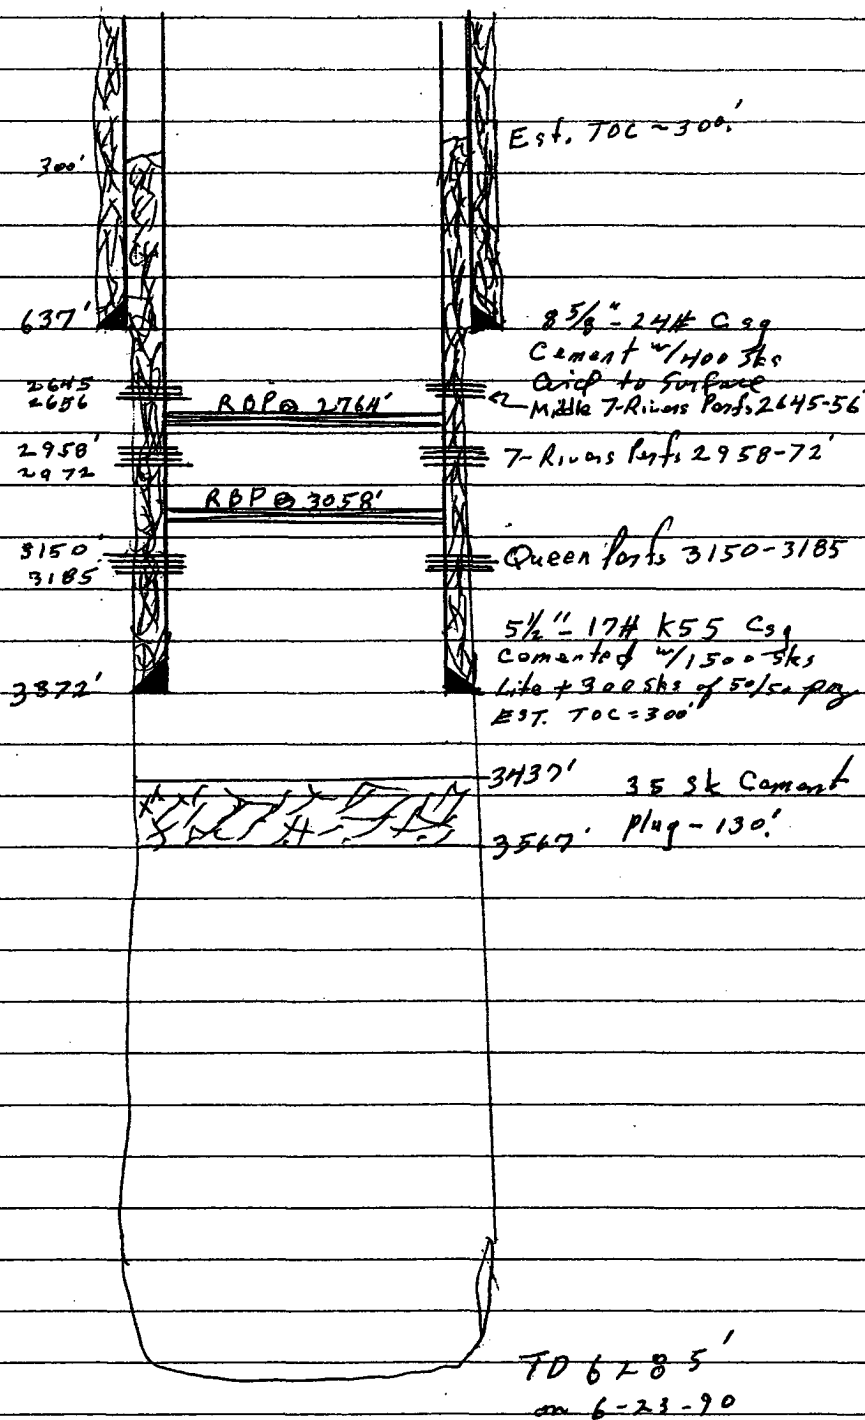 Est. TOC ~ 300'
300'
637'
8 5/8" - 24# Csg
Cement w/400 sks
Circ to Surface
2645
2656
RBP @ 2764'
Middle 7-Rivers Perfs 2645-56
2958'
2972
7-Rivers Perfs 2958-72'
RBP @ 3058'
3150'
3185'
Queen Perfs 3150-3185
5 1/2" - 17# K55 Csg
Cemented w/1500 sks
Lite + 300 sks of 50/50 poz
EST. TOC = 300'
3372'
3437'
35 sk Cement
plug - 130'
3567'
TD 6285'
on 6-23-90